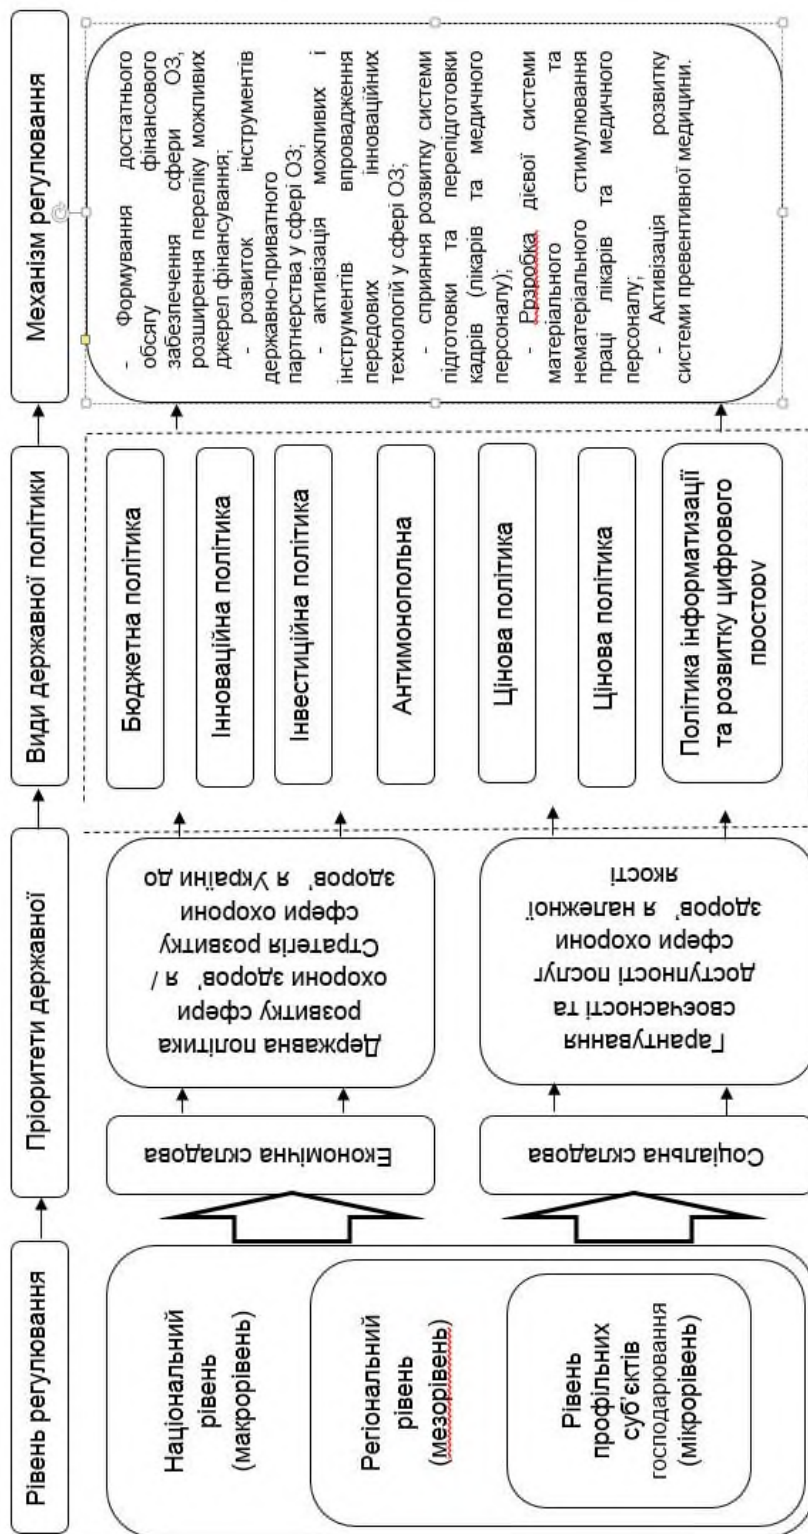 Рівень регулювання
Пріоритети державної
Види державної політики
Механізм регулювання
Національний
рівень
(макрорівень)
Регіональний
рівень
(мезорівень)
Рівень
профільних
суб'єктів
господарювання
(мікрорівень)
Економічна складова
Соціальна складова
Державна політика
розвитку сфери
охорони здоров' я /
Стратегія розвитку
сфери охорони
здоров' я України до
Гарантування
своєчасності та
доступності послуг
сфери охорони
здоров' я належної
якості
Бюджетна політика
Інноваційна політика
Інвестиційна політика
Антимонопольна
Цінова політика
Цінова політика
Політика інформатизації
та розвитку цифрового
простору
- Формування достатнього
обсягу фінансового
забезпечення сфери ОЗ,
розширення переліку можливих
джерел фінансування;
- розвиток інструментів
державно-приватного
партнерства у сфері ОЗ;
- активізація можливих і
інструментів впровадження
передових інноваційних
технологій у сфері ОЗ;
- сприяння розвитку системи
підготовки та перепідготовки
кадрів (лікарів та медичного
персоналу);
- Ррзробка дієвої системи
матеріального та
нематеріального стимулювання
праці лікарів та медичного
персоналу;
- Активізація розвитку
системи превентивної медицини.